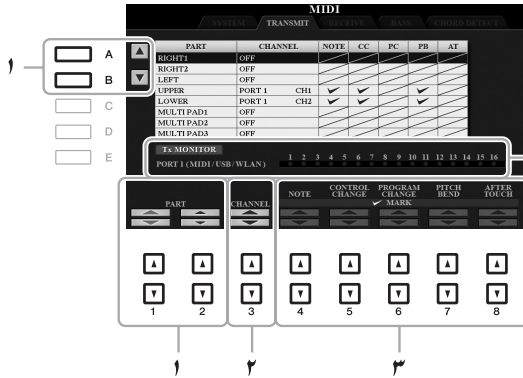 MIDI
SYSTEM TRANSMIT RECEIVE BASS CHORD DETECT
PART CHANNEL NOTE CC PC PB AT
RIGHT1 OFF
RIGHT2 OFF
LEFT OFF
UPPER PORT 1 CH1 ✓ ✓ ✓
LOWER PORT 1 CH2 ✓ ✓ ✓
MULTI PAD1 OFF
MULTI PAD2 OFF
MULTI PAD3 OFF
A
B
C
D
E
۱
Tx MONITOR
1 2 3 4 5 6 7 8 9 10 11 12 13 14 15 16
PORT 1 (MIDI/USB/WLAN)
PART CHANNEL NOTE CONTROL CHANGE PROGRAM CHANGE PITCH BEND AFTER TOUCH
✓ MARK
1 2 3 4 5 6 7 8
۱ ۲ ۳